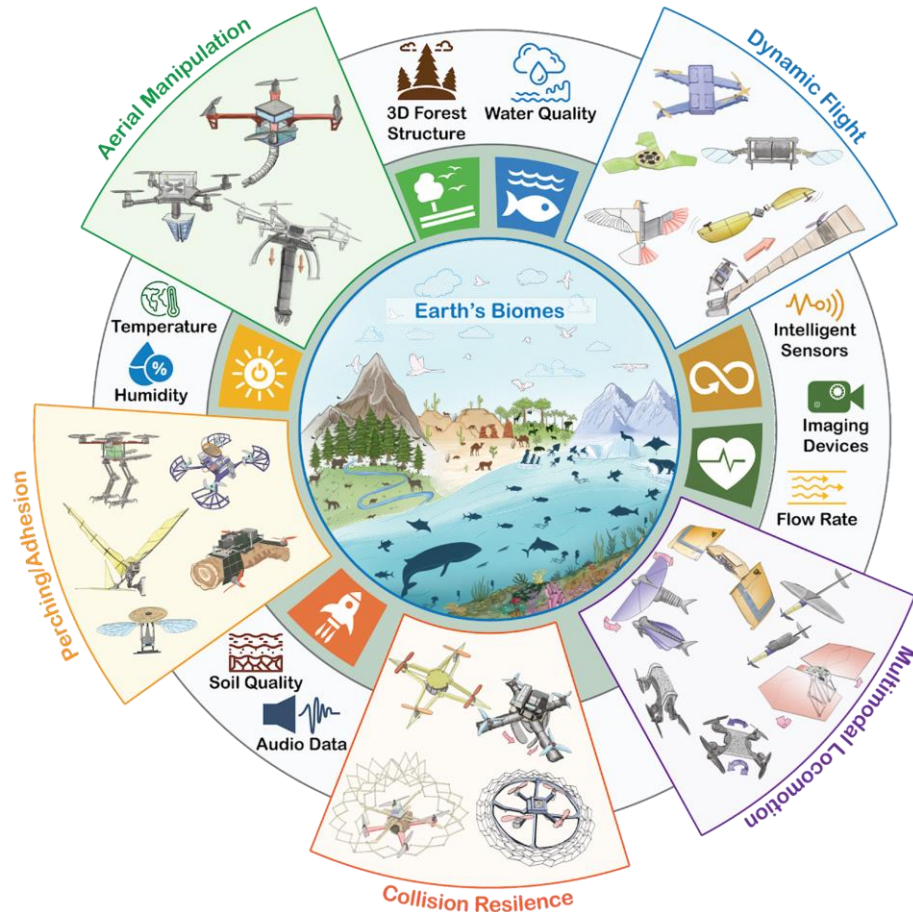 Aerial Manipulation
3D Forest
Structure
Water Quality
Dynamic Flight
Temperature
Humidity
%
Earth's Biomes
Intelligent
Sensors
Imaging
Devices
Flow Rate
Perching/Adhesion
Soil Quality
Audio Data
Multimodal Locomotion
Collision Resilence